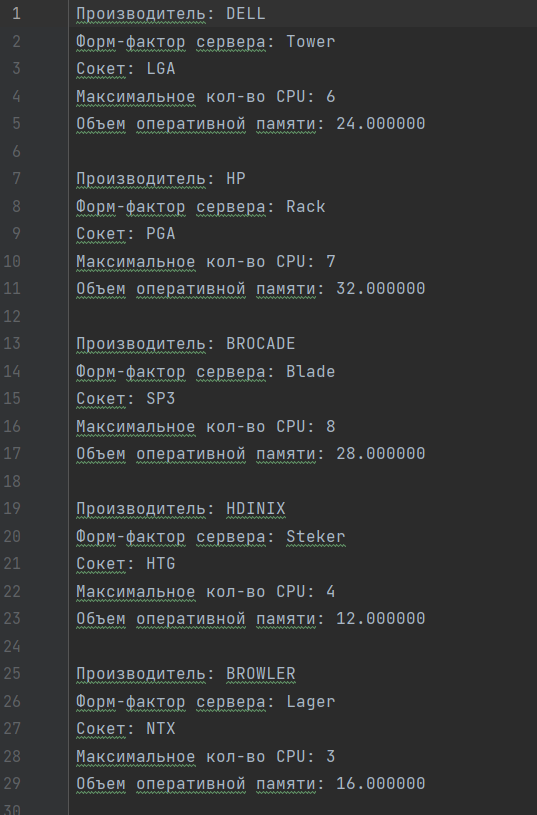 1 Производитель: DELL
2 Форм-фактор сервера: Tower
3 Сокет: LGA
4 Максимальное кол-во CPU: 6
5 Объем оперативной памяти: 24.000000
6
7 Производитель: HP
8 Форм-фактор сервера: Rack
9 Сокет: PGA
10 Максимальное кол-во CPU: 7
11 Объем оперативной памяти: 32.000000
12
13 Производитель: BROCADE
14 Форм-фактор сервера: Blade
15 Сокет: SP3
16 Максимальное кол-во CPU: 8
17 Объем оперативной памяти: 28.000000
18
19 Производитель: HDINIX
20 Форм-фактор сервера: Steker
21 Сокет: HTG
22 Максимальное кол-во CPU: 4
23 Объем оперативной памяти: 12.000000
24
25 Производитель: BROWLER
26 Форм-фактор сервера: Lager
27 Сокет: NTX
28 Максимальное кол-во CPU: 3
29 Объем оперативной памяти: 16.000000
30